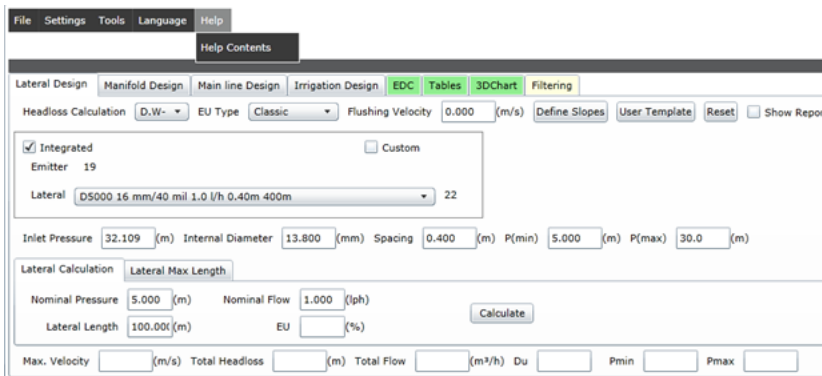 File Settings Tools Language Help
Help Contents
Lateral Design Manifold Design Main line Design Irrigation Design EDC Tables 3DChart Filtering
Headloss Calculation D.W- EU Type Classic Flushing Velocity 0.000 (m/s) Define Slopes User Template Reset Show Repo
Integrated Custom
Emitter 19
Lateral D5000 16 mm/40 mil 1.0 l/h 0.40m 400m 22
Inlet Pressure 32.109 (m) Internal Diameter 13.800 (mm) Spacing 0.400 (m) P(min) 5.000 (m) P(max) 30.0 (m)
Lateral Calculation Lateral Max Length
Nominal Pressure 5.000 (m) Nominal Flow 1.000 (lph)
Calculate
Lateral Length 100.00( (m) EU (%)
Max. Velocity (m/s) Total Headloss (m) Total Flow (m³/h) Du Pmin Pmax